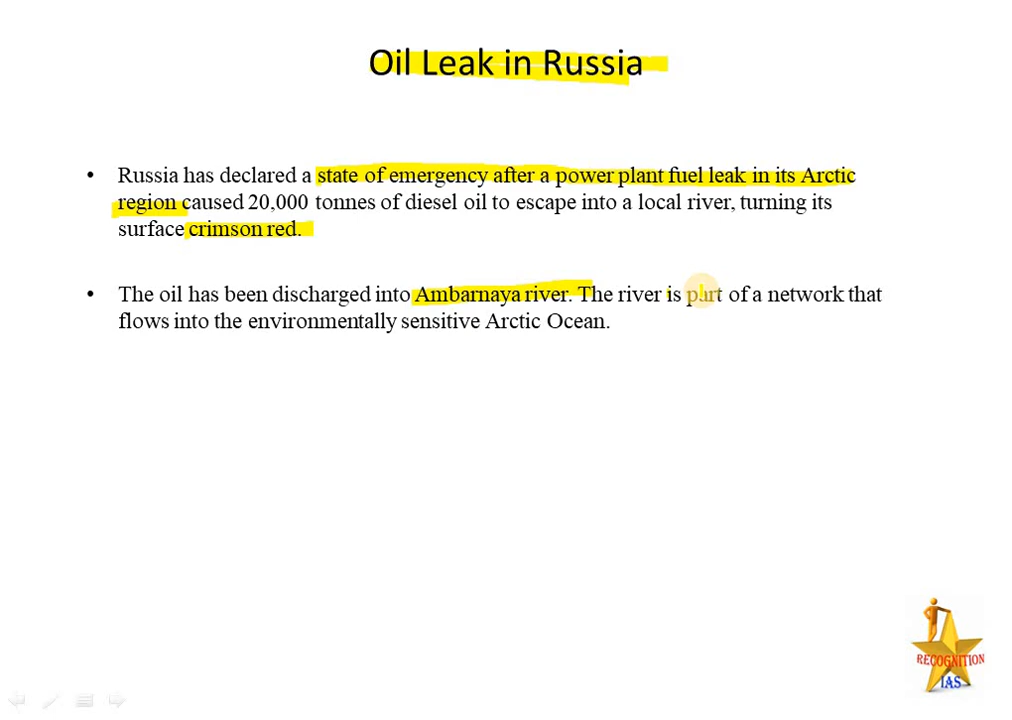 Oil Leak in Russia
• Russia has declared a state of emergency after a power plant fuel leak in its Arctic
region caused 20,000 tonnes of diesel oil to escape into a local river, turning its
surface crimson red.
• The oil has been discharged into Ambarnaya river. The river is part of a network that
flows into the environmentally sensitive Arctic Ocean.
RECOGNITION
IAS